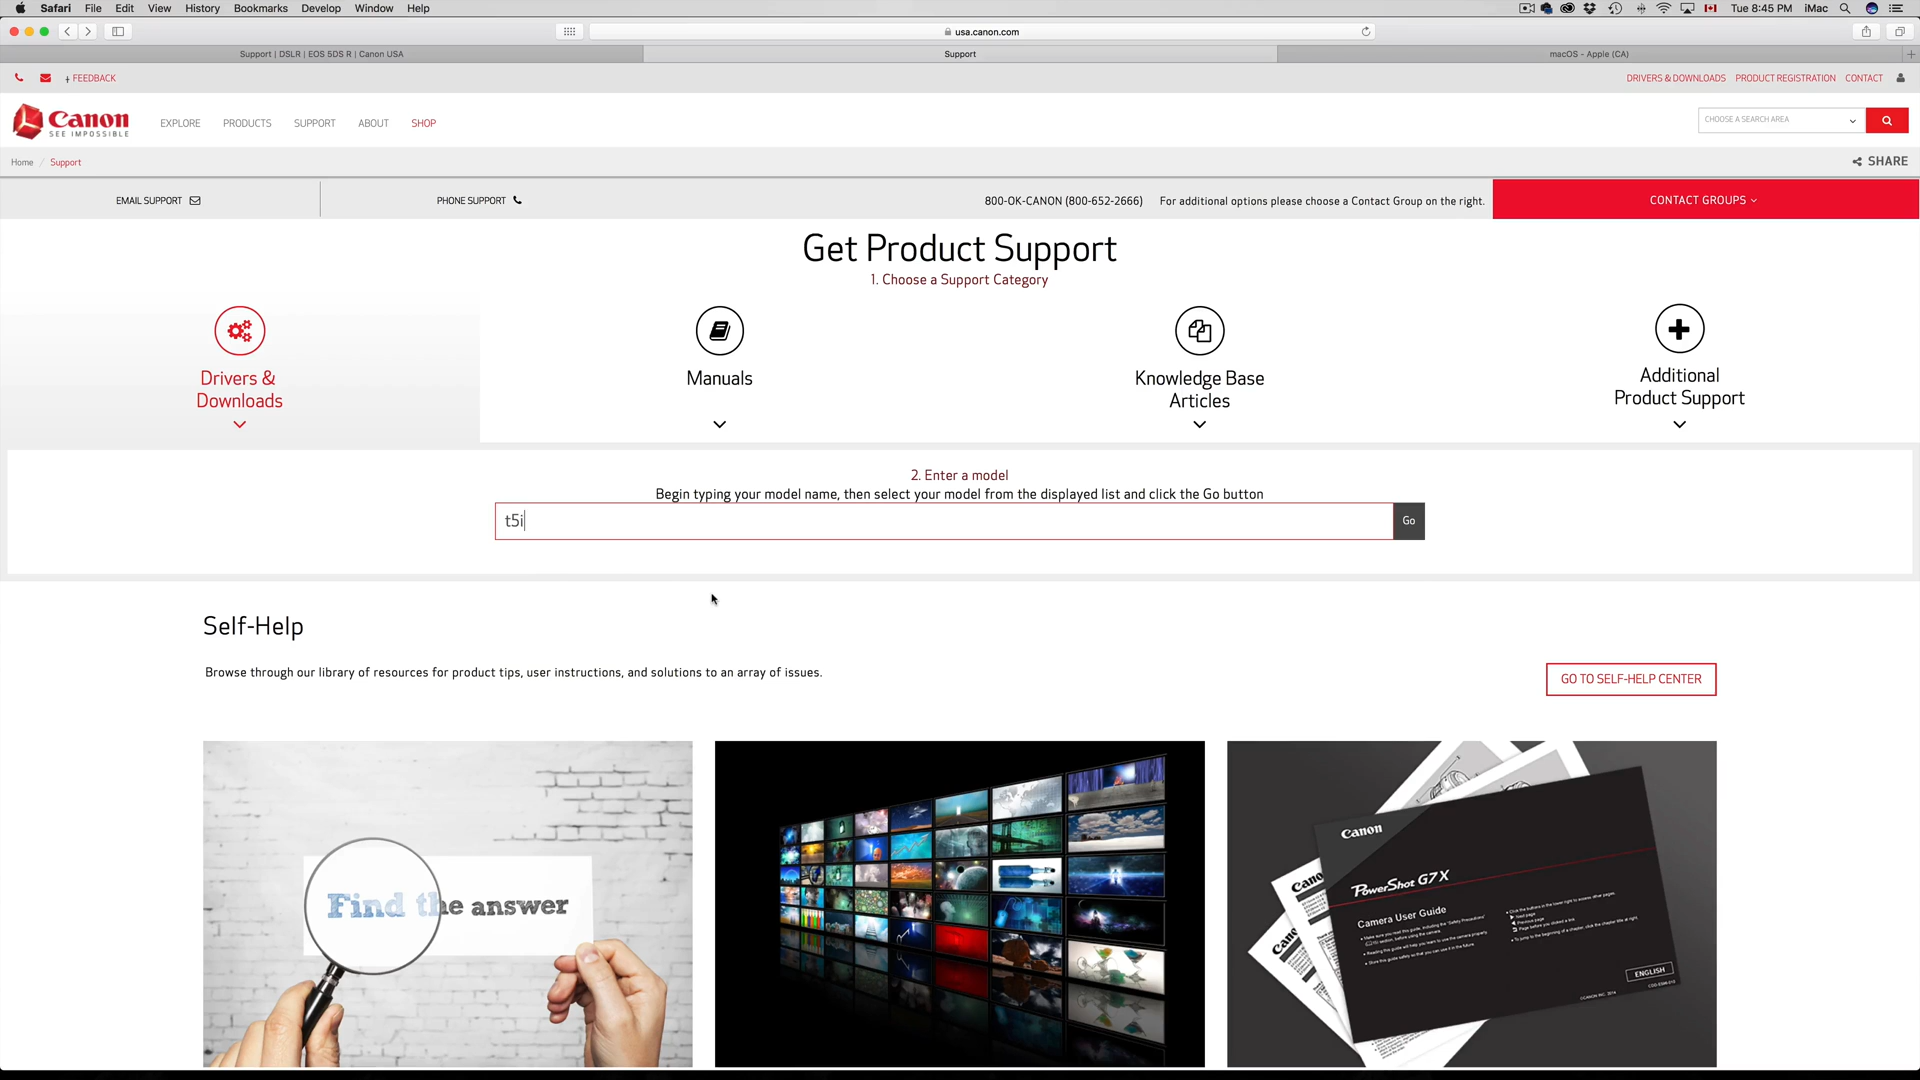 Safari File Edit View History Bookmarks Develop Window Help
Tue 8:45 PM iMac
usa.canon.com
Support | DSLR | EOS 5DS R | Canon USA
Support
macOS - Apple (CA)
+ FEEDBACK
DRIVERS & DOWNLOADS PRODUCT REGISTRATION CONTACT
Canon
SEE IMPOSSIBLE
EXPLORE PRODUCTS SUPPORT ABOUT SHOP
CHOOSE A SEARCH AREA
Home / Support
SHARE
EMAIL SUPPORT
PHONE SUPPORT
800-OK-CANON (800-652-2666) For additional options please choose a Contact Group on the right.
CONTACT GROUPS
Get Product Support
1. Choose a Support Category
Drivers &
Downloads
Manuals
Knowledge Base
Articles
Additional
Product Support
2. Enter a model
Begin typing your model name, then select your model from the displayed list and click the Go button
t5i
Go
Self-Help
Browse through our library of resources for product tips, user instructions, and solutions to an array of issues.
GO TO SELF-HELP CENTER
Find the answer
Canon
PowerShot G7 X
Camera User Guide
ENGLISH